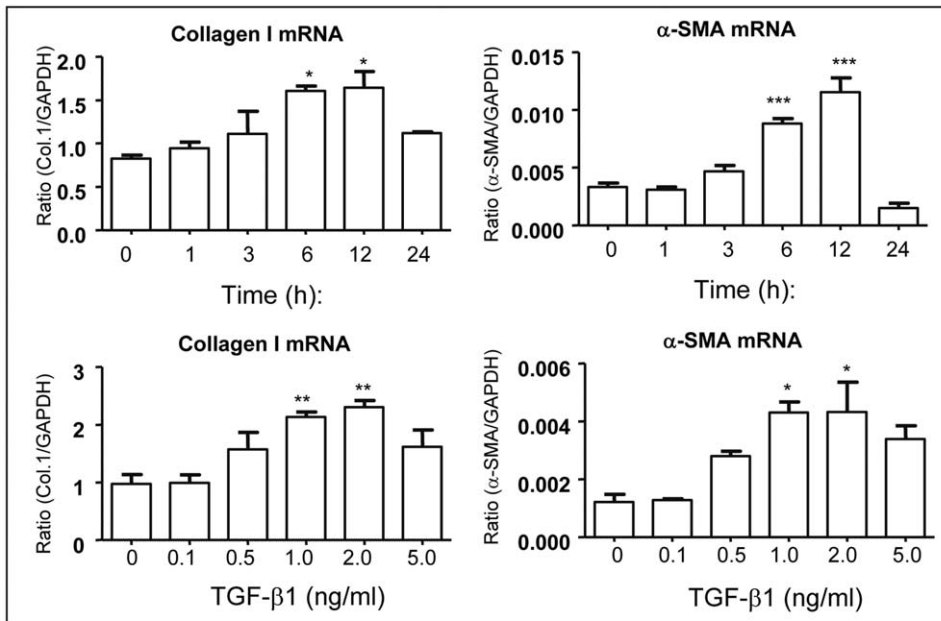 Collagen I mRNA
Ratio (Col.1/GAPDH)
2.0
1.5
1.0
0.5
0.0
* *
0 1 3 6 12 24
Time (h):
α-SMA mRNA
Ratio (α-SMA/GAPDH)
0.015
0.010
0.005
0.000
*** ***
0 1 3 6 12 24
Time (h):
Collagen I mRNA
Ratio (Col.1/GAPDH)
3
2
1
0
** **
0 0.1 0.5 1.0 2.0 5.0
TGF-β1 (ng/ml)
α-SMA mRNA
Ratio (α-SMA/GAPDH)
0.006
0.004
0.002
0.000
* *
0 0.1 0.5 1.0 2.0 5.0
TGF-β1 (ng/ml)